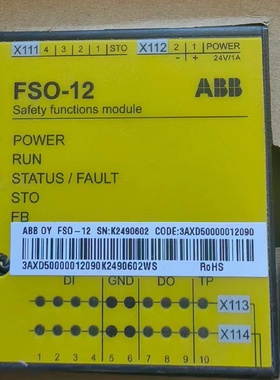 X111 4 3 2 1 STO X112 2 1 POWER
- + 24V/1A
FSO-12 ABB
Safety functions module
POWER
RUN
STATUS / FAULT
STO
FB
ABB OY FSO-12 SN:K2490602 CODE:3AXD50000012090
3AXD50000012090K2490602WS RoHS
DI GND DO TP
X113
X114
1 2 3 4 5 6 7 8 9 10